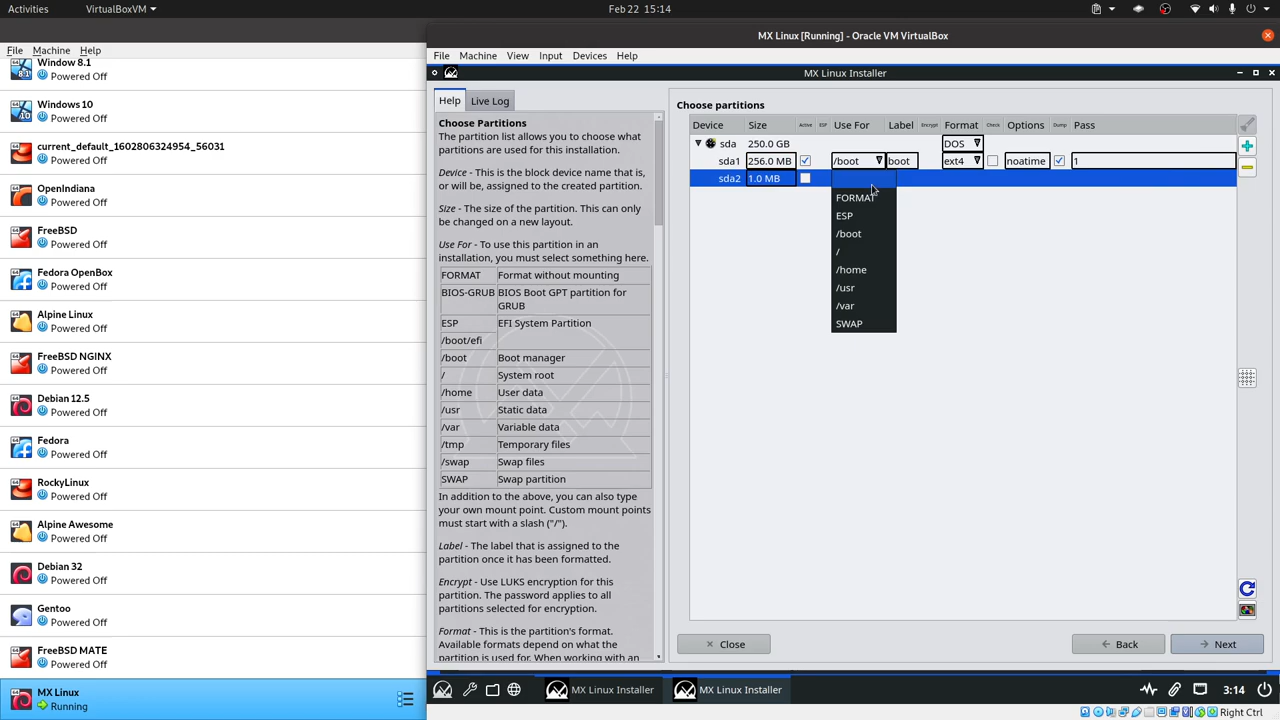 Activities
VirtualBoxVM
Feb 22 15:14
File Machine Help
Window 8.1
Powered Off
Windows 10
Powered Off
current_default_1602806324954_56031
Powered Off
OpenIndiana
Powered Off
FreeBSD
Powered Off
Fedora OpenBox
Powered Off
Alpine Linux
Powered Off
FreeBSD NGINX
Powered Off
Debian 12.5
Powered Off
Fedora
Powered Off
RockyLinux
Powered Off
Alpine Awesome
Powered Off
Debian 32
Powered Off
Gentoo
Powered Off
FreeBSD MATE
Powered Off
MX Linux
Running
MX Linux [Running] - Oracle VM VirtualBox
File Machine View Input Devices Help
MX Linux Installer
Help Live Log
Choose Partitions
The partition list allows you to choose what
partitions are used for this installation.
Device - This is the block device name that is,
or will be, assigned to the created partition.
Size - The size of the partition. This can only
be changed on a new layout.
Use For - To use this partition in an
installation, you must select something here.
FORMAT Format without mounting
BIOS-GRUB BIOS Boot GPT partition for
GRUB
ESP EFI System Partition
/boot/efi
/boot Boot manager
/ System root
/home User data
/usr Static data
/var Variable data
/tmp Temporary files
/swap Swap files
SWAP Swap partition
In addition to the above, you can also type
your own mount point. Custom mount points
must start with a slash ("/").
Label - The label that is assigned to the
partition once it has been formatted.
Encrypt - Use LUKS encryption for this
partition. The password applies to all
partitions selected for encryption.
Format - This is the partition's format.
Available formats depend on what the
partition is used for. When working with an
Choose partitions
Device Size Active ESP Use For Label Encrypt Format Check Options Dump Pass
sda 250.0 GB DOS
sda1 256.0 MB /boot boot ext4 noatime 1
sda2 1.0 MB
FORMAT
ESP
/boot
/
/home
/usr
/var
SWAP
Close
Back
Next
MX Linux Installer
MX Linux Installer
3:14
Right Ctrl